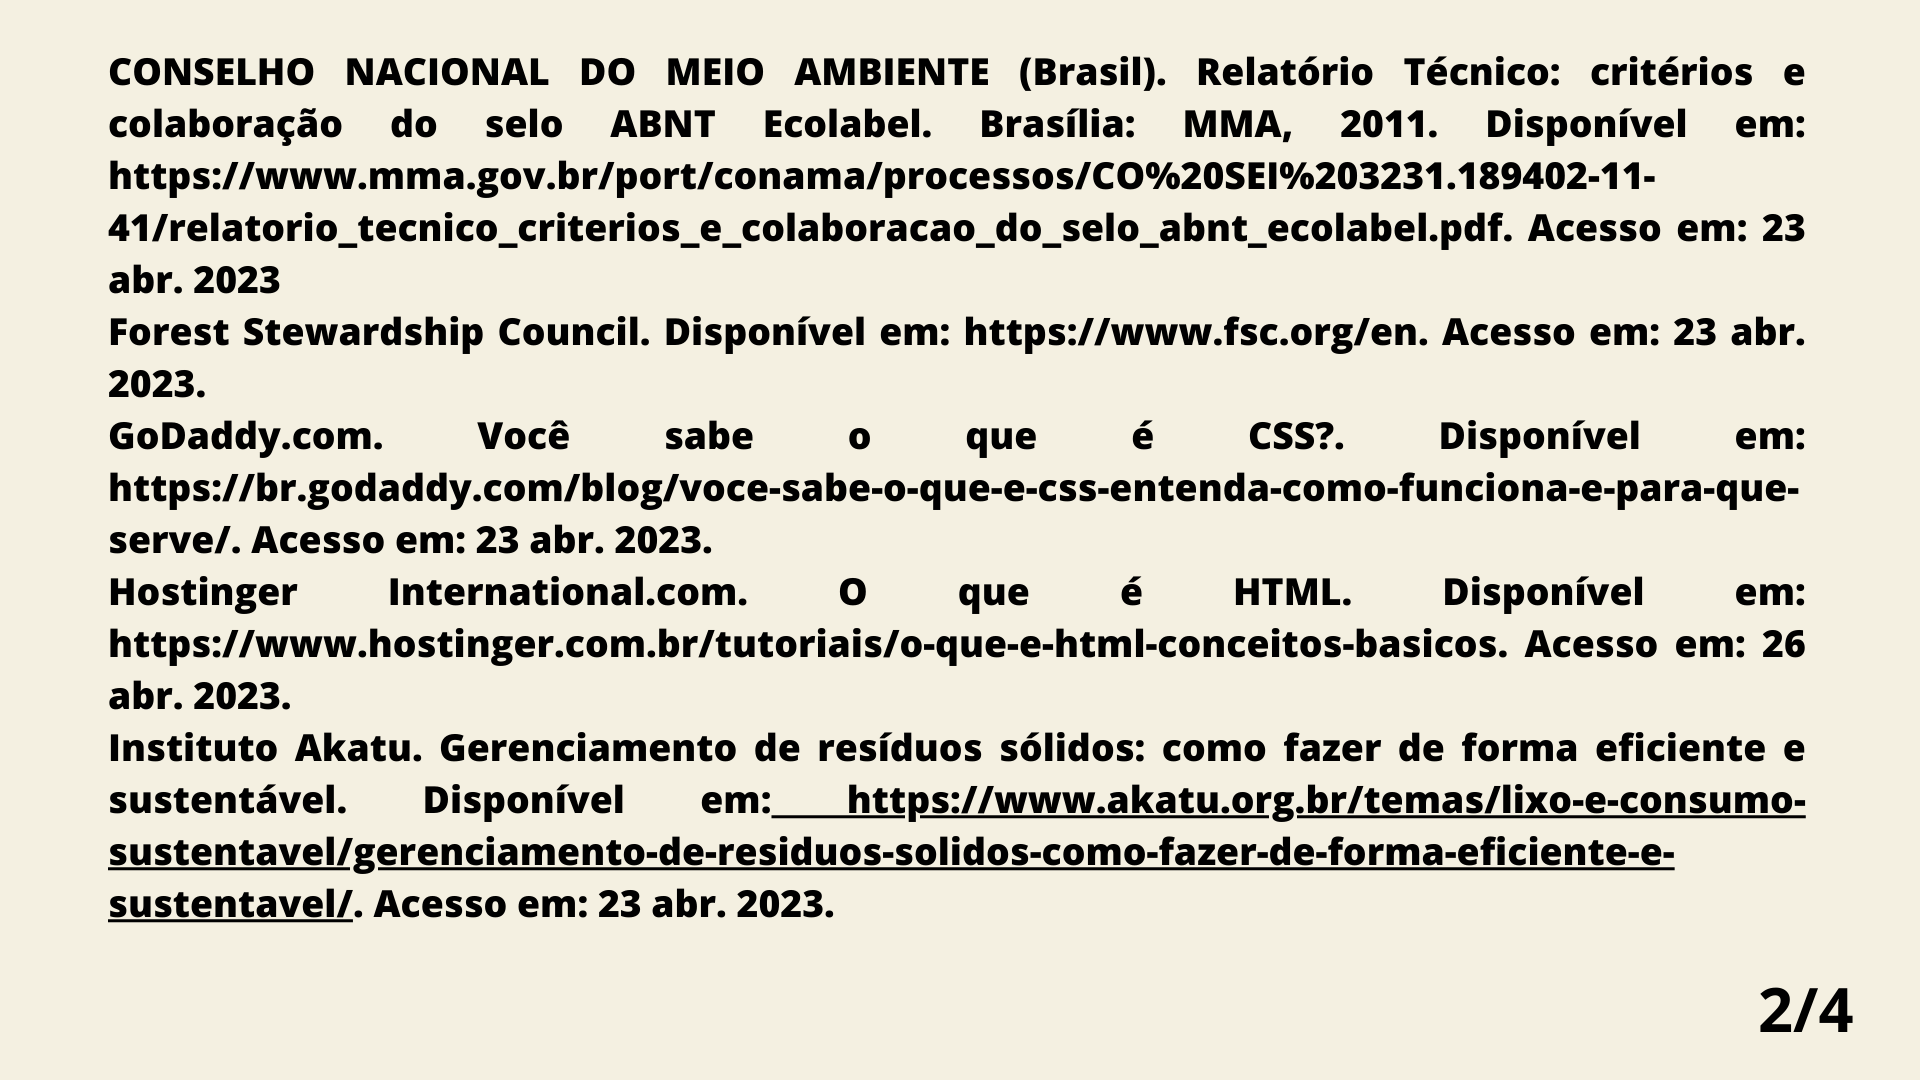 CONSELHO NACIONAL DO MEIO AMBIENTE (Brasil). Relatório Técnico: critérios e
colaboração do selo ABNT Ecolabel. Brasília: MMA, 2011. Disponível em:
https://www.mma.gov.br/port/conama/processos/CO%20SEI%203231.189402-11-
41/relatorio_tecnico_criterios_e_colaboracao_do_selo_abnt_ecolabel.pdf. Acesso em: 23
abr. 2023
Forest Stewardship Council. Disponível em: https://www.fsc.org/en. Acesso em: 23 abr.
2023.
GoDaddy.com. Você sabe o que é CSS?. Disponível em:
https://br.godaddy.com/blog/voce-sabe-o-que-e-css-entenda-como-funciona-e-para-que-
serve/. Acesso em: 23 abr. 2023.
Hostinger International.com. O que é HTML. Disponível em:
https://www.hostinger.com.br/tutoriais/o-que-e-html-conceitos-basicos. Acesso em: 26
abr. 2023.
Instituto Akatu. Gerenciamento de resíduos sólidos: como fazer de forma eficiente e
sustentável. Disponível em: https://www.akatu.org.br/temas/lixo-e-consumo-
sustentavel/gerenciamento-de-residuos-solidos-como-fazer-de-forma-eficiente-e-
sustentavel/. Acesso em: 23 abr. 2023.
2/4